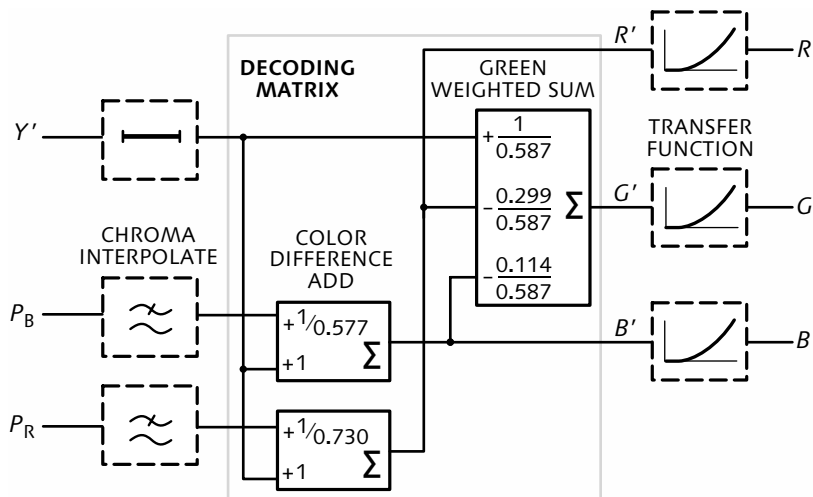 R′
R
DECODING
MATRIX
GREEN
WEIGHTED SUM
Y′
+ 1/0.587
TRANSFER
FUNCTION
- 0.299/0.587
Σ
G′
G
CHROMA
INTERPOLATE
COLOR
DIFFERENCE
ADD
- 0.114/0.587
PB
+1/0.577
+1
Σ
B′
B
PR
+1/0.730
+1
Σ